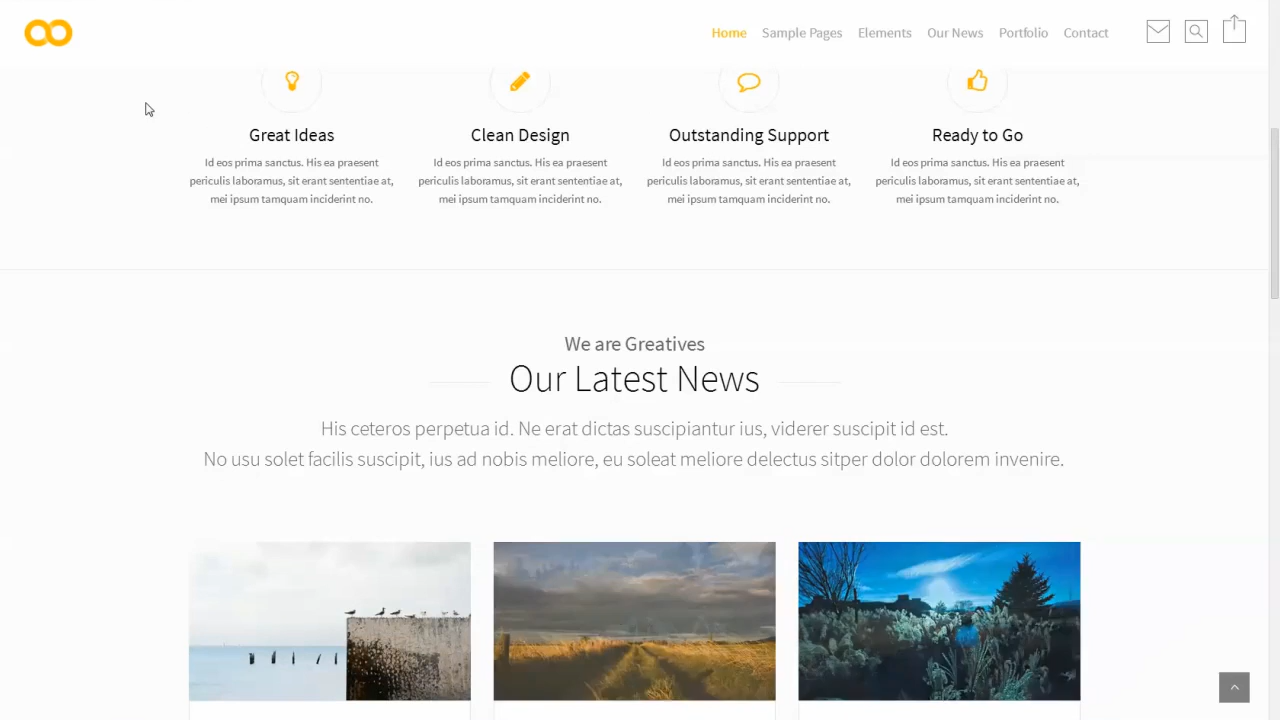 Home Sample Pages Elements Our News Portfolio Contact
Great Ideas
Id eos prima sanctus. His ea praesent
periculis laboramus, sit erant sententiae at,
mei ipsum tamquam inciderint no.
Clean Design
Id eos prima sanctus. His ea praesent
periculis laboramus, sit erant sententiae at,
mei ipsum tamquam inciderint no.
Outstanding Support
Id eos prima sanctus. His ea praesent
periculis laboramus, sit erant sententiae at,
mei ipsum tamquam inciderint no.
Ready to Go
Id eos prima sanctus. His ea praesent
periculis laboramus, sit erant sententiae at,
mei ipsum tamquam inciderint no.
We are Greatives
Our Latest News
His ceteros perpetua id. Ne erat dictas suscipiantur ius, viderer suscipit id est.
No usu solet facilis suscipit, ius ad nobis meliore, eu soleat meliore delectus sitper dolor dolorem invenire.